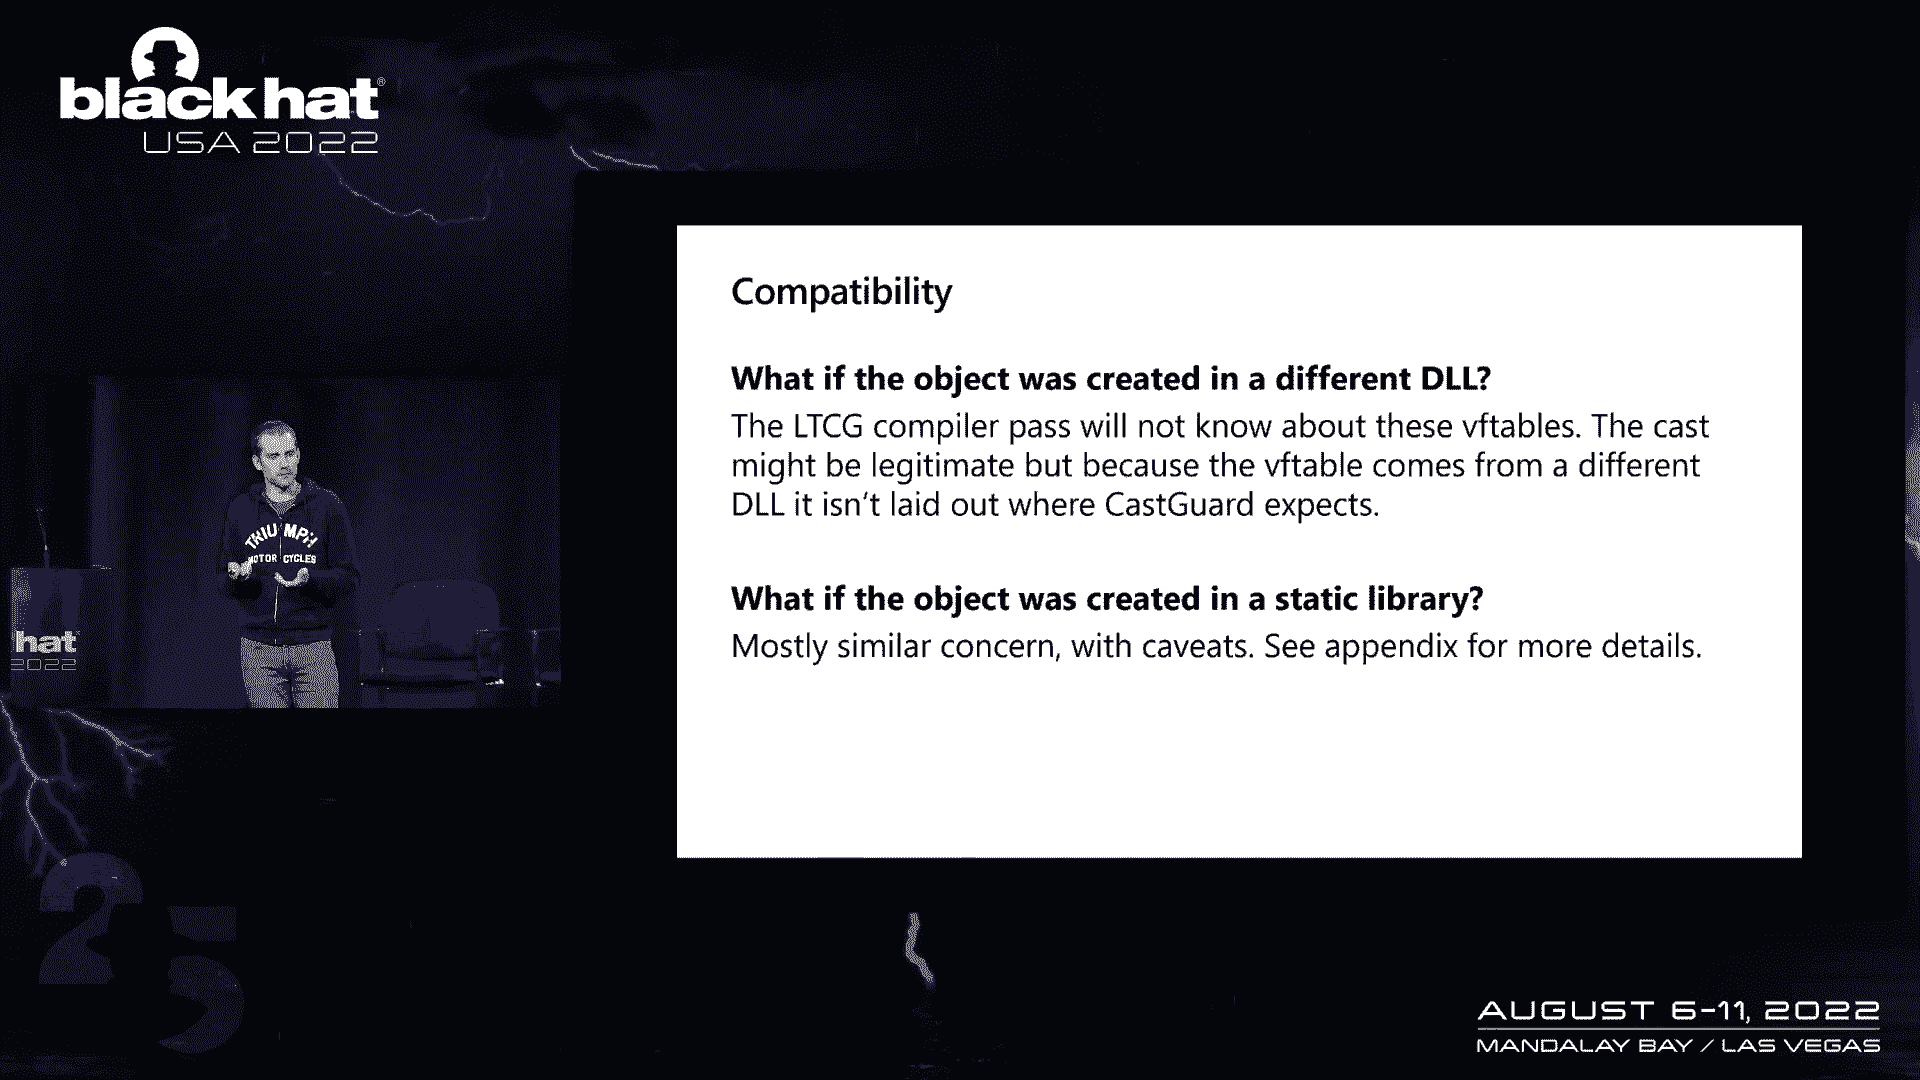 black hat®
USA 2022
Compatibility
What if the object was created in a different DLL?
The LTCG compiler pass will not know about these vftables. The cast
might be legitimate but because the vftable comes from a different
DLL it isn't laid out where CastGuard expects.
What if the object was created in a static library?
Mostly similar concern, with caveats. See appendix for more details.
TRIUMPH
MOTOR CYCLES
hat
2022
25
AUGUST 6-11, 2022
MANDALAY BAY / LAS VEGAS